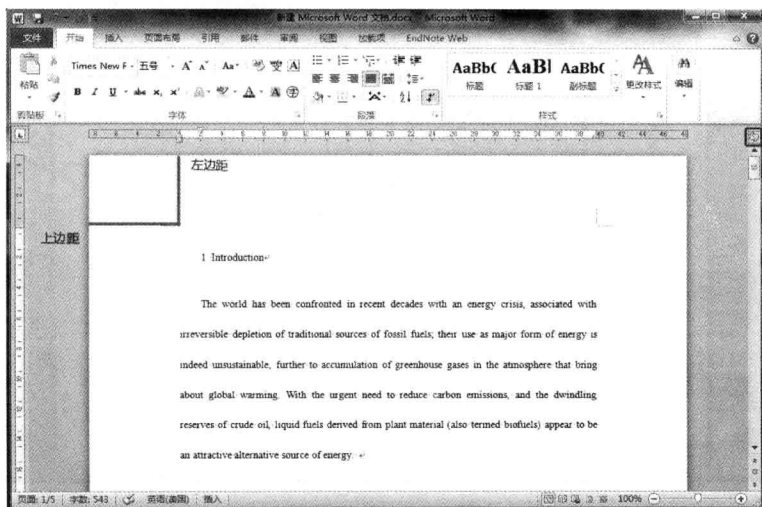 新建 Microsoft Word 文档.docx - Microsoft Word
文件 开始 插入 页面布局 引用 邮件 审阅 视图 加载项 EndNote Web
Times New F 五号 A A Aa
B I U abc x₂ x² A A
AaBb( AaBl AaBb(
粘贴 标题 标题 1 副标题 更改样式 编辑
剪贴板 字体 段落 样式
左边距
上边距
1 Introduction
The world has been confronted in recent decades with an energy crisis, associated with
irreversible depletion of traditional sources of fossil fuels; their use as major form of energy is
indeed unsustainable, further to accumulation of greenhouse gases in the atmosphere that bring
about global warming. With the urgent need to reduce carbon emissions, and the dwindling
reserves of crude oil, liquid fuels derived from plant material (also termed biofuels) appear to be
an attractive alternative source of energy.
页面: 1/5 字数: 543 英语(美国) 插入 100%